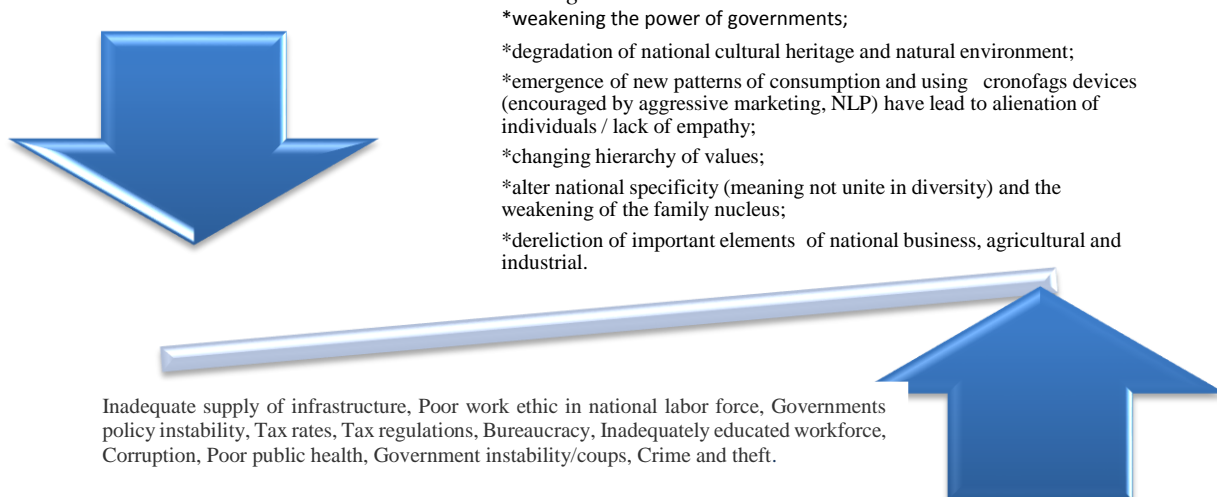 *weakening the power of governments;
*degradation of national cultural heritage and natural environment;
*emergence of new patterns of consumption and using cronofags devices
(encouraged by aggressive marketing, NLP) have lead to alienation of
individuals / lack of empathy;
*changing hierarchy of values;
*alter national specificity (meaning not unite in diversity) and the
weakening of the family nucleus;
*dereliction of important elements of national business, agricultural and
industrial.
Inadequate supply of infrastructure, Poor work ethic in national labor force, Governments
policy instability, Tax rates, Tax regulations, Bureaucracy, Inadequately educated workforce,
Corruption, Poor public health, Government instability/coups, Crime and theft.